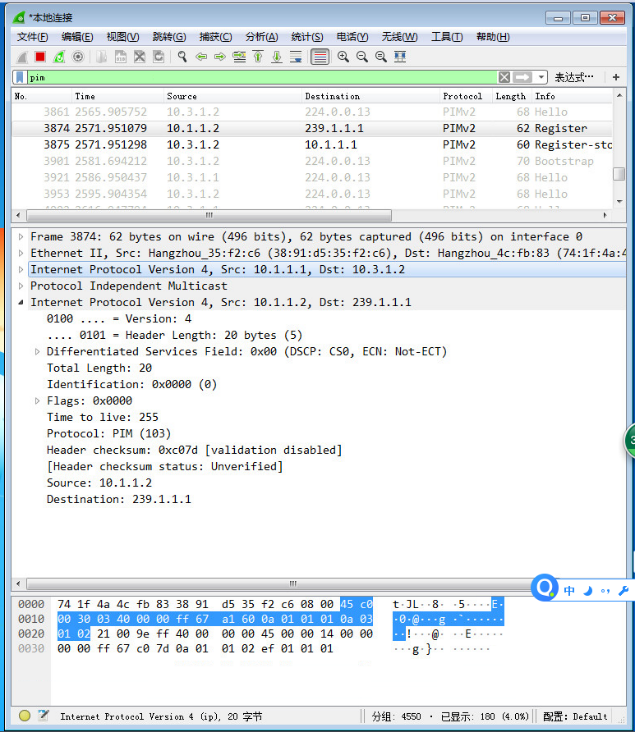 *本地连接
文件(F) 编辑(E) 视图(V) 跳转(G) 捕获(C) 分析(A) 统计(S) 电话(Y) 无线(W) 工具(T) 帮助(H)
pim 表达式… +
No. Time Source Destination Protocol Length Info
3861 2565.905752 10.3.1.2 224.0.0.13 PIMv2 68 Hello
3874 2571.951079 10.1.1.2 239.1.1.1 PIMv2 62 Register
3875 2571.951298 10.3.1.2 10.1.1.1 PIMv2 60 Register-sto
3901 2581.694212 10.3.1.2 224.0.0.13 PIMv2 70 Bootstrap
3921 2586.950437 10.3.1.1 224.0.0.13 PIMv2 68 Hello
3953 2595.904354 10.3.1.2 224.0.0.13 PIMv2 68 Hello
Frame 3874: 62 bytes on wire (496 bits), 62 bytes captured (496 bits) on interface 0
Ethernet II, Src: Hangzhou_35:f2:c6 (38:91:d5:35:f2:c6), Dst: Hangzhou_4c:fb:83 (74:1f:4a:4
Internet Protocol Version 4, Src: 10.1.1.1, Dst: 10.3.1.2
Protocol Independent Multicast
Internet Protocol Version 4, Src: 10.1.1.2, Dst: 239.1.1.1
0100 .... = Version: 4
.... 0101 = Header Length: 20 bytes (5)
Differentiated Services Field: 0x00 (DSCP: CS0, ECN: Not-ECT)
Total Length: 20
Identification: 0x0000 (0)
Flags: 0x0000
Time to live: 255
Protocol: PIM (103)
Header checksum: 0xc07d [validation disabled]
[Header checksum status: Unverified]
Source: 10.1.1.2
Destination: 239.1.1.1
中
0000 74 1f 4a 4c fb 83 38 91 d5 35 f2 c6 08 00 45 c0 t·JL··8· ·5····E·
0010 00 30 03 40 00 00 ff 67 a1 60 0a 01 01 01 0a 03 ·0·@···g ·`······
0020 01 02 21 00 9e ff 40 00 00 00 45 00 00 14 00 00 ··!···@· ··E·····
0030 00 00 ff 67 c0 7d 0a 01 01 02 ef 01 01 01 ···g·}·· ······
Internet Protocol Version 4 (ip), 20 字节 分组: 4550 · 已显示: 180 (4.0%) 配置: Default